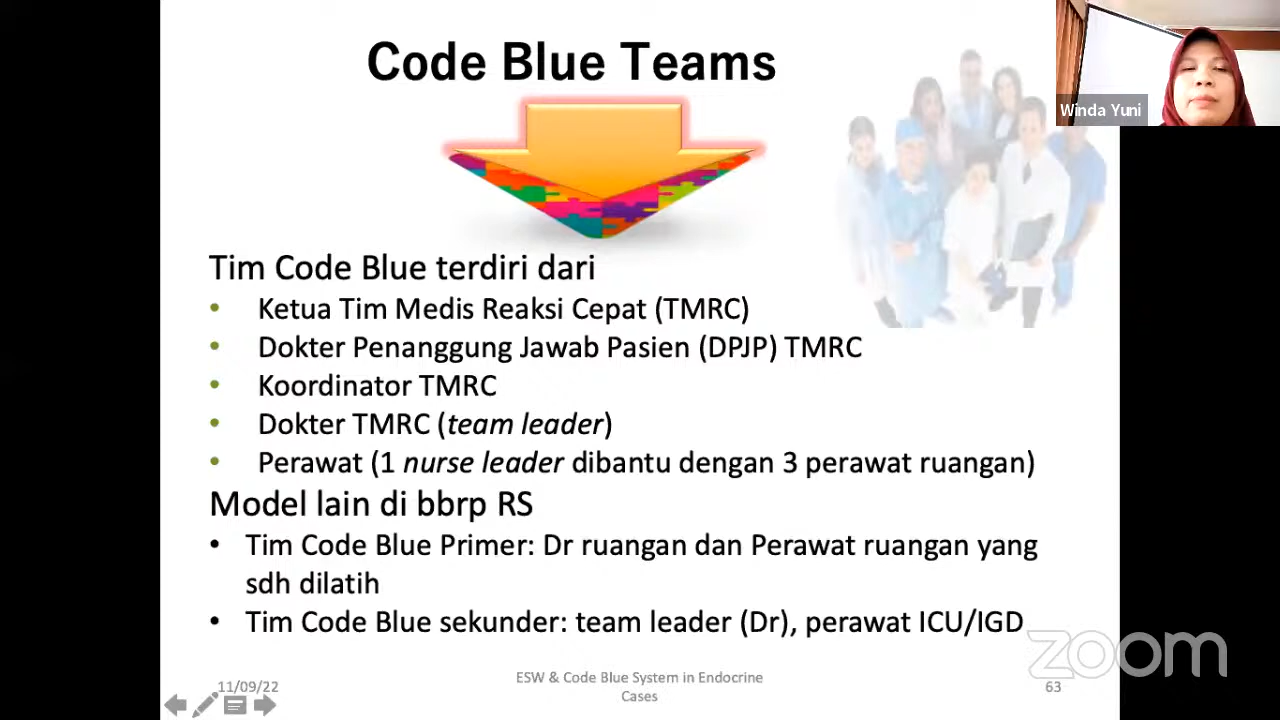 Code Blue Teams
Winda Yuni
Tim Code Blue terdiri dari
• Ketua Tim Medis Reaksi Cepat (TMRC)
• Dokter Penanggung Jawab Pasien (DPJP) TMRC
• Koordinator TMRC
• Dokter TMRC (team leader)
• Perawat (1 nurse leader dibantu dengan 3 perawat ruangan)
Model lain di bbrp RS
• Tim Code Blue Primer: Dr ruangan dan Perawat ruangan yang
sdh dilatih
• Tim Code Blue sekunder: team leader (Dr), perawat ICU/IGD
zoom
11/09/22
ESW & Code Blue System in Endocrine
Cases
63